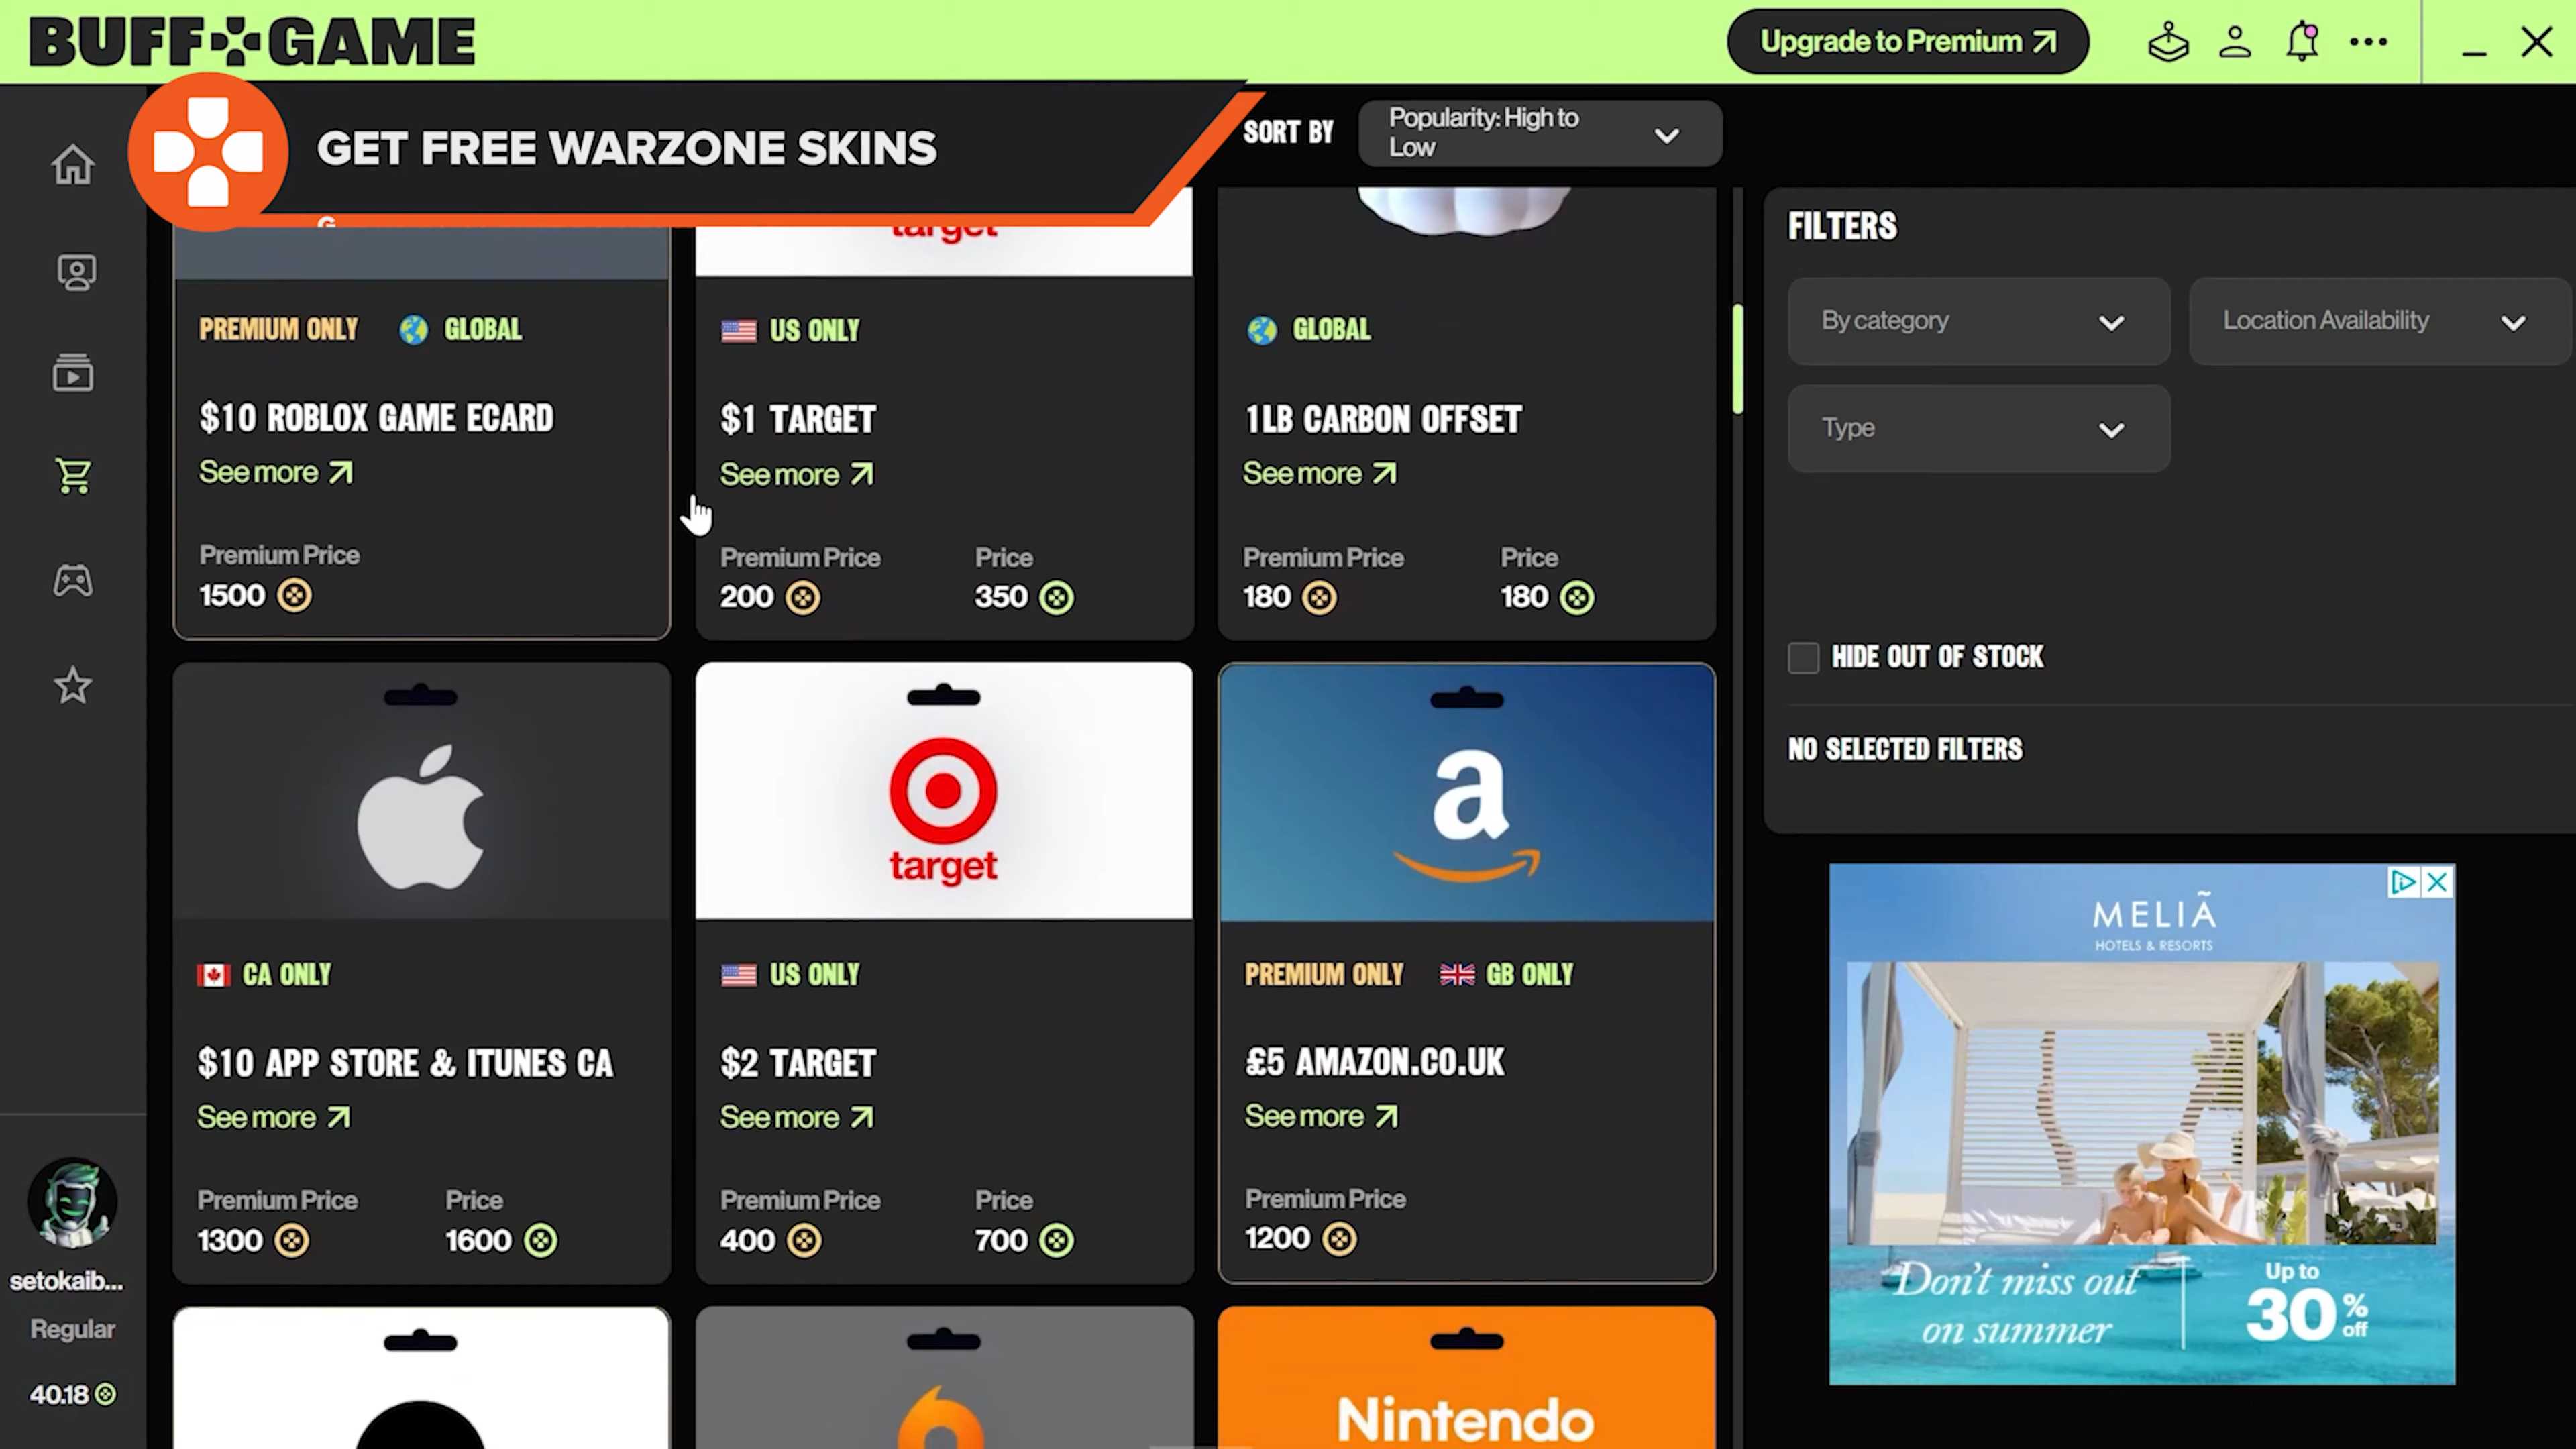 BUFF GAME
Upgrade to Premium
GET FREE WARZONE SKINS
SORT BY
Popularity: High to
Low
G
target
PREMIUM ONLY GLOBAL
$10 ROBLOX GAME ECARD
See more
Premium Price
1500
US ONLY
$1 TARGET
See more
Premium Price Price
200 350
GLOBAL
1LB CARBON OFFSET
See more
Premium Price Price
180 180
FILTERS
By category
Location Availability
Type
HIDE OUT OF STOCK
NO SELECTED FILTERS
CA ONLY
$10 APP STORE & ITUNES CA
See more
Premium Price Price
1300 1600
target
US ONLY
$2 TARGET
See more
Premium Price Price
400 700
a
PREMIUM ONLY GB ONLY
£5 AMAZON.CO.UK
See more
Premium Price
1200
Nintendo
MELIÃ
HOTELS & RESORTS
Don't miss out
on summer
Up to
30%
off
setokaib...
Regular
40.18